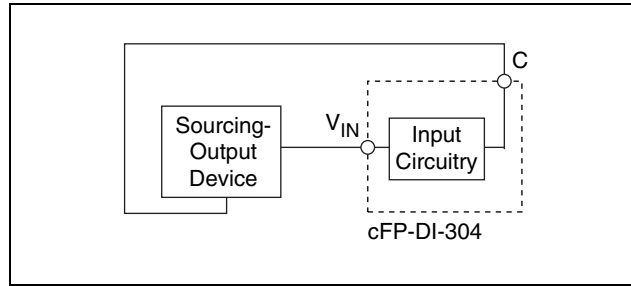 C
Sourcing-
Output
Device
VIN
Input
Circuitry
cFP-DI-304